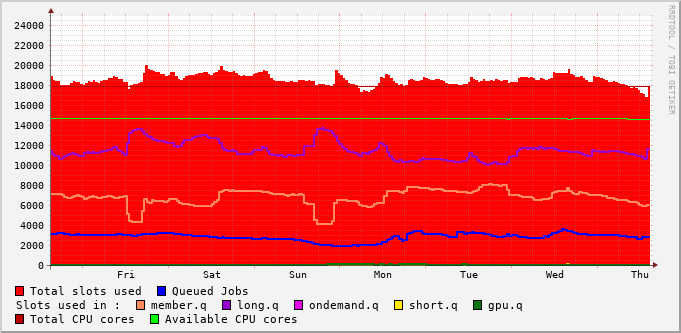 RRDTOOL / TOBI OETIKER
24000
22000
20000
18000
16000
14000
12000
10000
8000
6000
4000
2000
0
Fri Sat Sun Mon Tue Wed Thu
Total slots used Queued Jobs
Slots used in : member.q long.q ondemand.q short.q gpu.q
Total CPU cores Available CPU cores